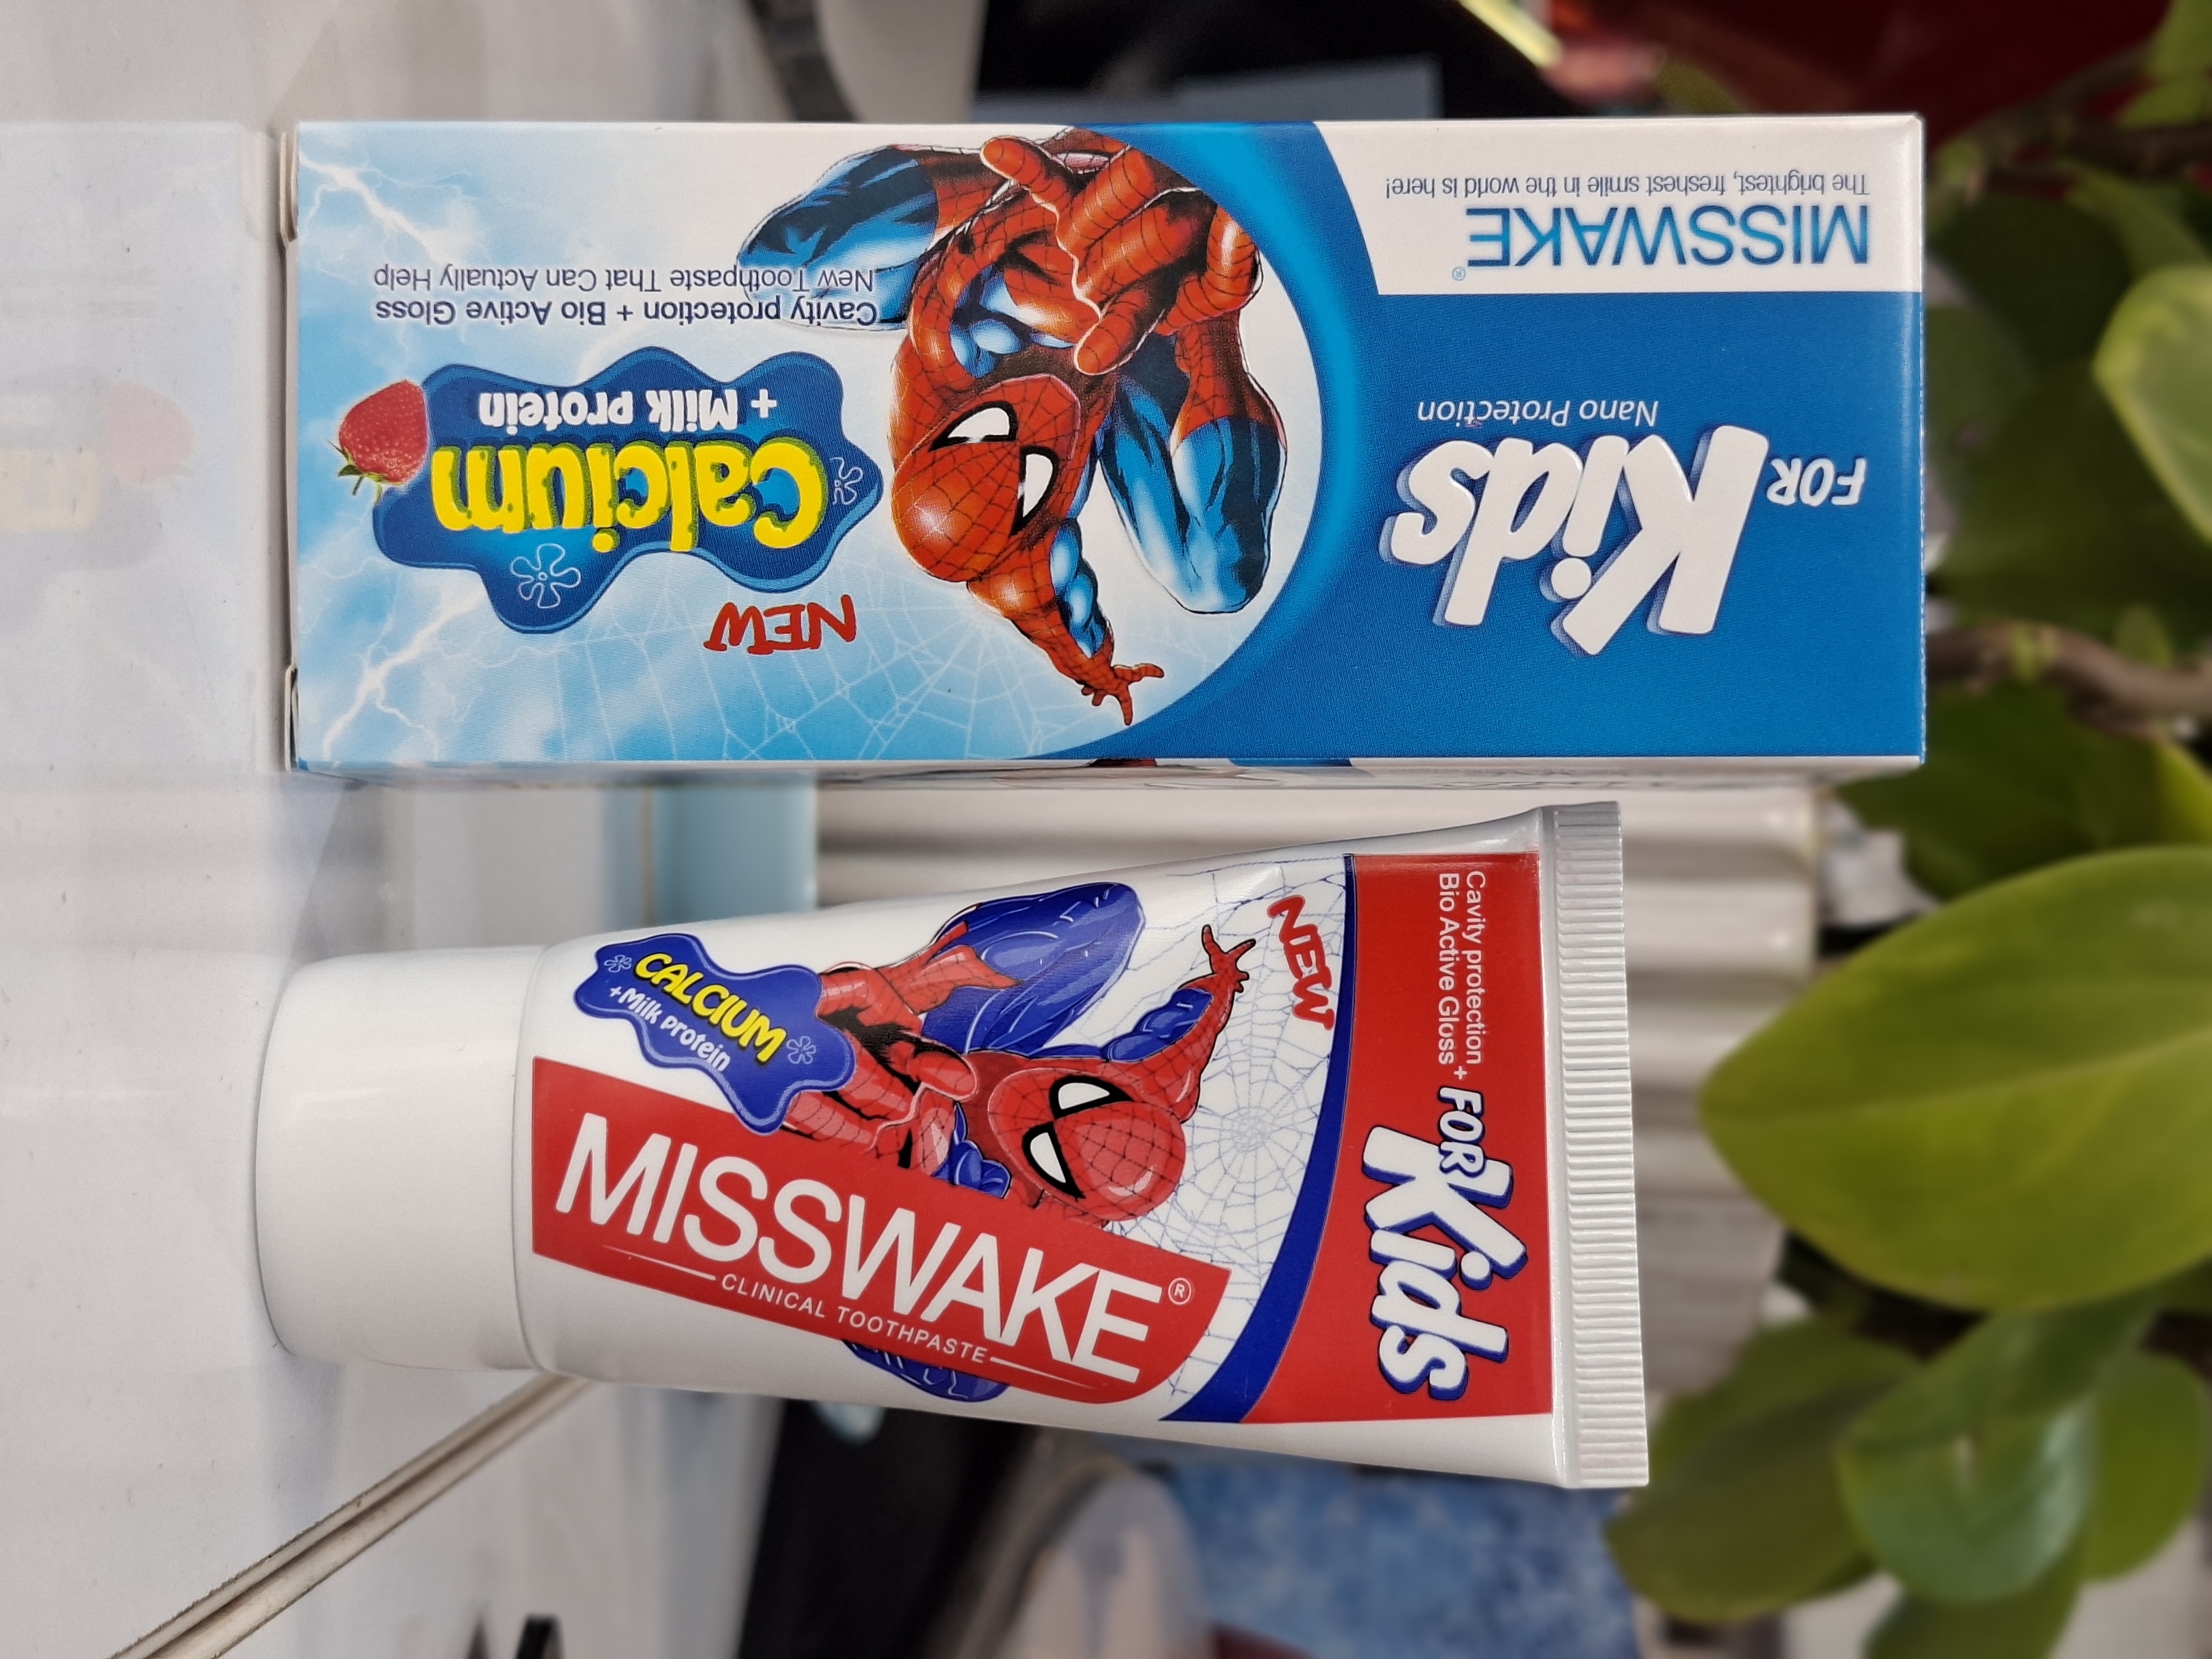 MISSWAKE®
The brightest, freshest smile in the world is here!
FOR Kids
Nano Protection
NEW
Calcium
+ Milk protein
Cavity protection + Bio Active Gloss
New Toothpaste That Can Actually Help
Cavity protection +
Bio Active Gloss
FOR
Kids
NEW
CALCIUM
+Milk protein
MISSWAKE®
CLINICAL TOOTHPASTE